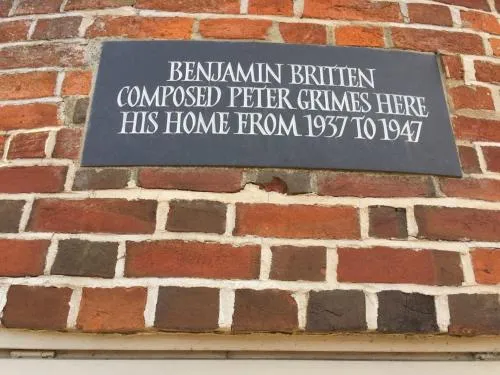 BENJAMIN BRITTEN
COMPOSED PETER GRIMES HERE
HIS HOME FROM 1937 TO 1947